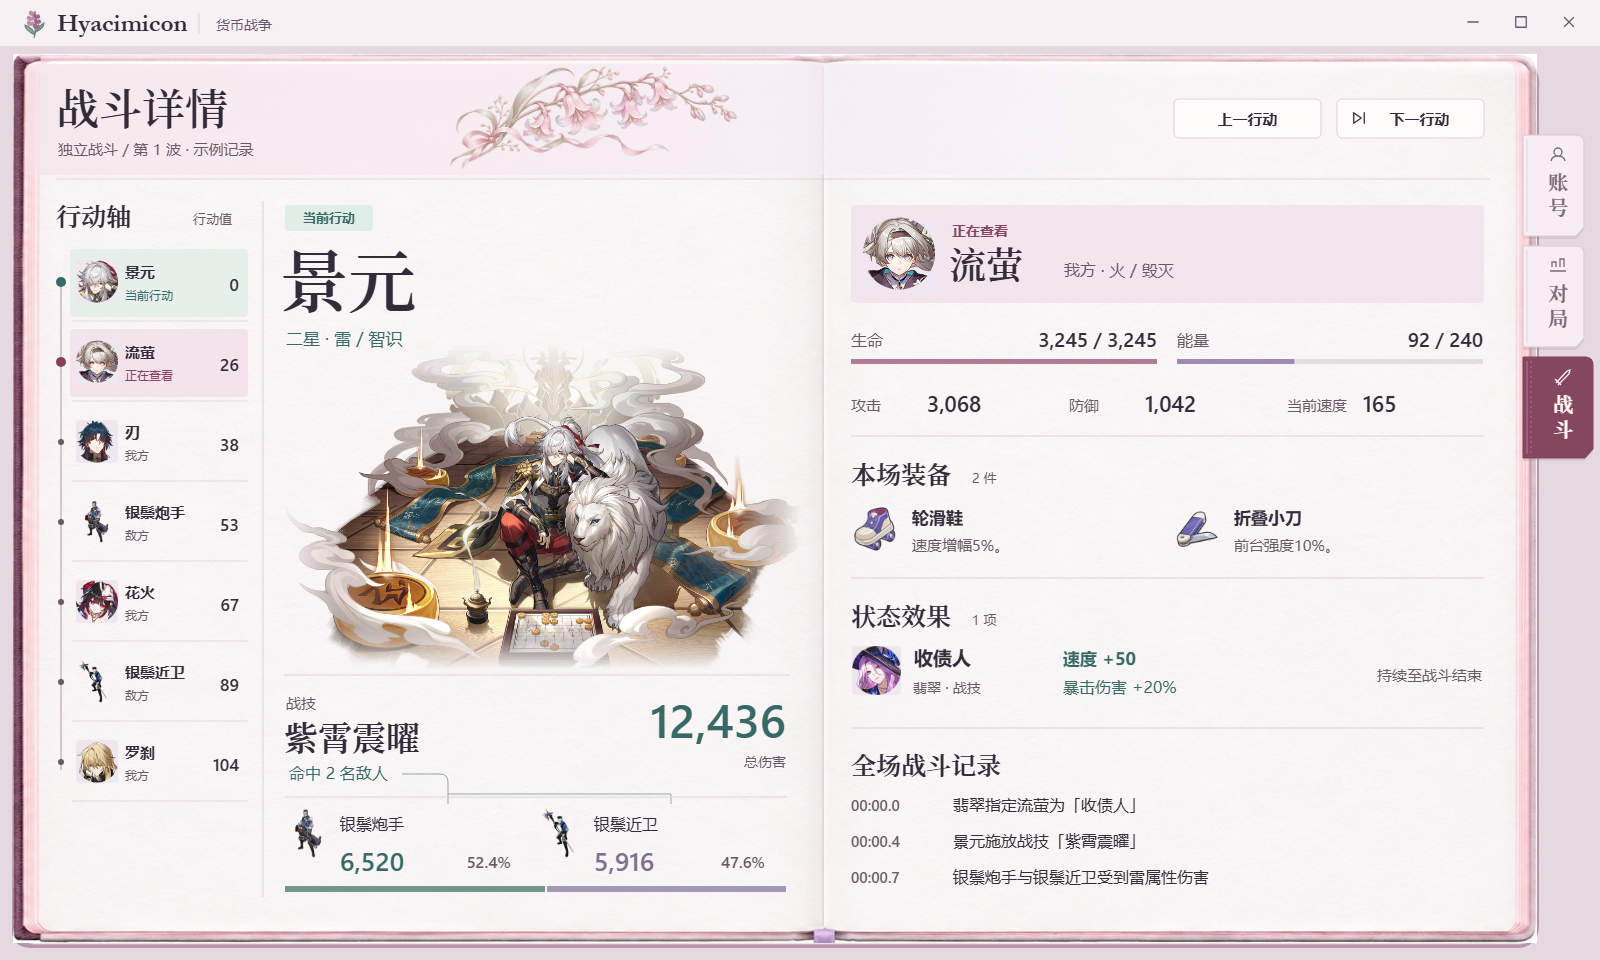 Hyacimicon
货币战争
战斗详情
独立战斗 / 第 1 波 · 示例记录
上一行动
下一行动
账号
对局
战斗
行动轴
行动值
景元
当前行动
0
流萤
正在查看
26
刃
我方
38
银鬃炮手
敌方
53
花火
我方
67
银鬃近卫
敌方
89
罗刹
我方
104
当前行动
景元
二星 · 雷 / 智识
战技
紫霄震曜
12,436
总伤害
命中 2 名敌人
银鬃炮手
6,520
52.4%
银鬃近卫
5,916
47.6%
正在查看
流萤
我方 · 火 / 毁灭
生命
3,245 / 3,245
能量
92 / 240
攻击
3,068
防御
1,042
当前速度
165
本场装备
2 件
轮滑鞋
速度增幅5%。
折叠小刀
前台强度10%。
状态效果
1 项
收债人
翡翠 · 战技
速度 +50
暴击伤害 +20%
持续至战斗结束
全场战斗记录
00:00.0 翡翠指定流萤为「收债人」
00:00.4 景元施放战技「紫霄震曜」
00:00.7 银鬃炮手与银鬃近卫受到雷属性伤害